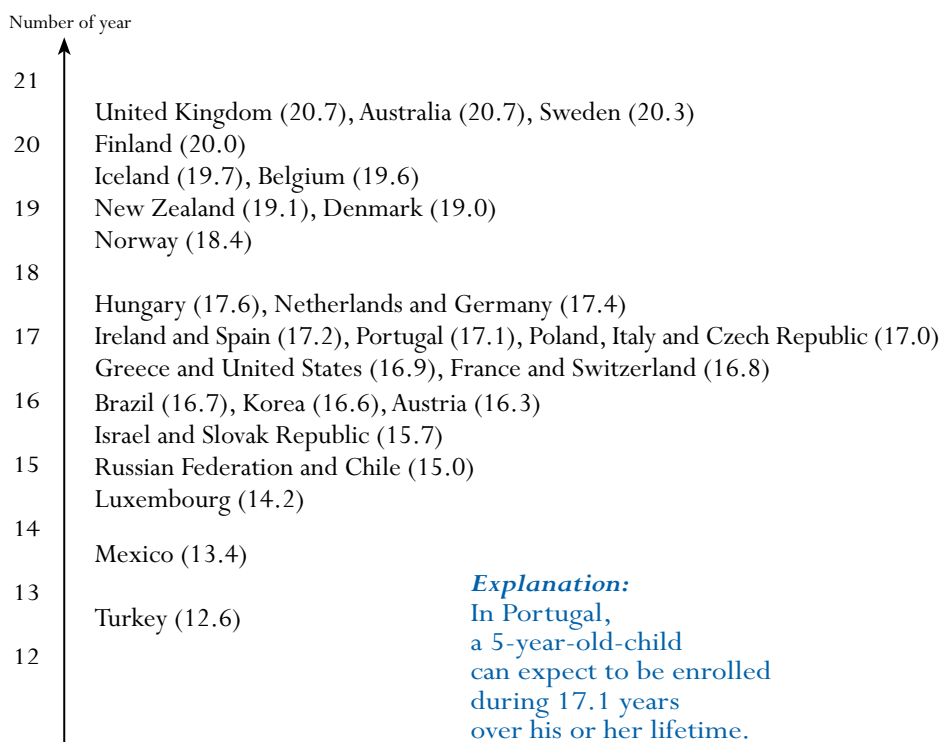 Number of year
21
United Kingdom (20.7), Australia (20.7), Sweden (20.3)
20
Finland (20.0)
Iceland (19.7), Belgium (19.6)
19
New Zealand (19.1), Denmark (19.0)
Norway (18.4)
18
Hungary (17.6), Netherlands and Germany (17.4)
17
Ireland and Spain (17.2), Portugal (17.1), Poland, Italy and Czech Republic (17.0)
Greece and United States (16.9), France and Switzerland (16.8)
16
Brazil (16.7), Korea (16.6), Austria (16.3)
Israel and Slovak Republic (15.7)
15
Russian Federation and Chile (15.0)
Luxembourg (14.2)
14
Mexico (13.4)
13
Turkey (12.6)
12
Explanation:
In Portugal,
a 5-year-old-child
can expect to be enrolled
during 17.1 years
over his or her lifetime.